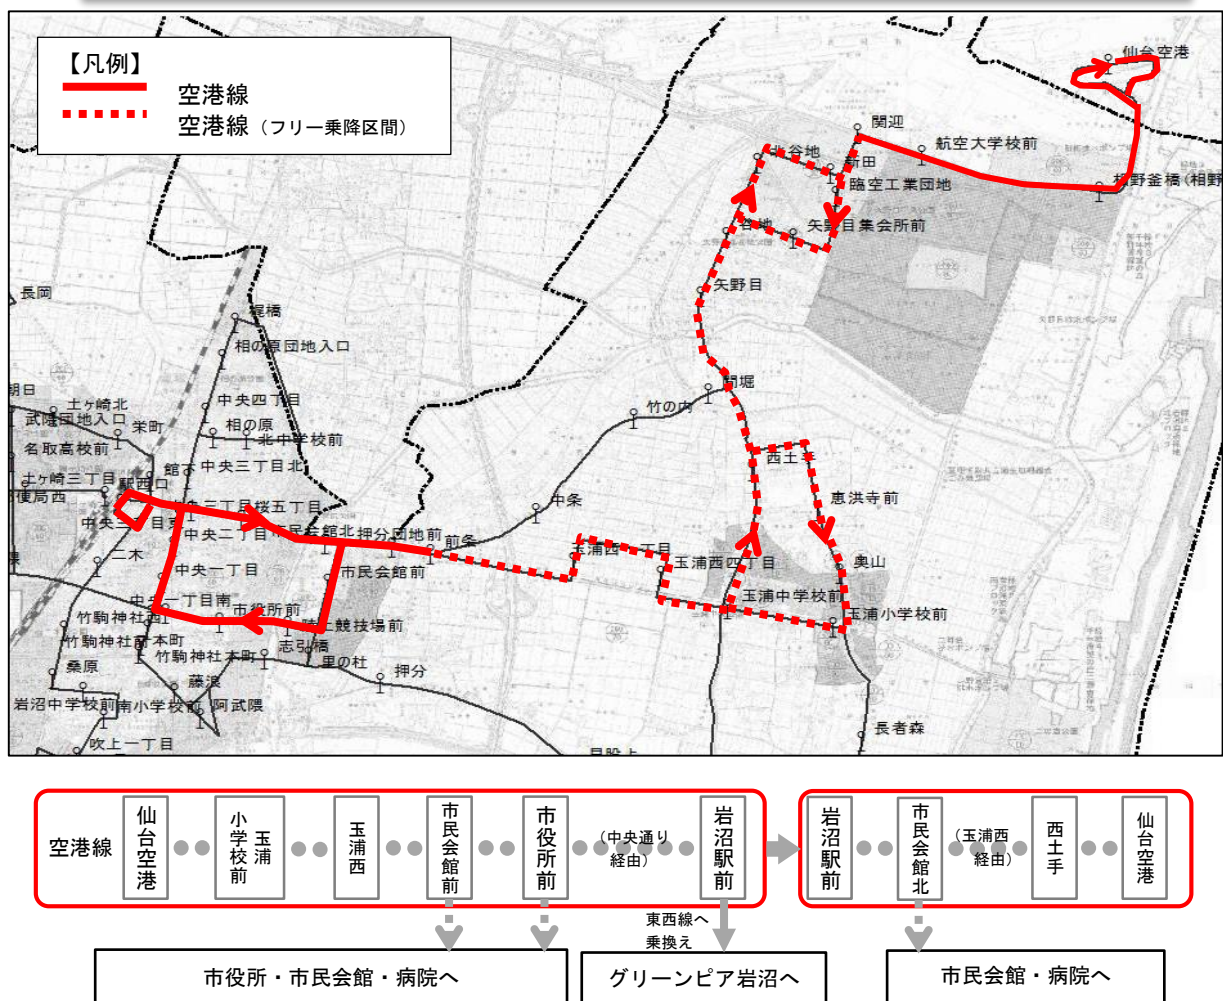 【凡例】
空港線
空港線（フリー乗降区間）
仙台空港
関迎
航空大学校前
北谷地
新田
臨空工業団地
相野釜橋(相野
谷地
矢野目集会所前
矢野目
長岡
梶橋
相の原団地入口
朝日
土ヶ崎北
中央四丁目
武隈団地入口
栄町
相の原
北中学校前
間堀
竹の内
名取高校前
館下
中央三丁目北
西土手
土ヶ崎三丁目
駅西口
便局西
桜五丁目
中条
恵洪寺前
中央二丁目
市民会館北
押分団地前
前条
二木
玉浦西一丁目
玉浦西四丁目
奥山
中央一丁目
市民会館前
中央一丁目南
市役所前
陸上競技場前
玉浦中学校前
玉浦小学校前
竹駒神社西
竹駒神社前
本町
竹駒神社本町
志引橋
里の杜
押分
桑原
藤浪
岩沼中学校前
南小学校前
阿武隈
吹上一丁目
長者森
空港線
仙台空港
玉浦
小学校前
玉浦西
市民会館前
市役所前
（中央通り
経由）
岩沼駅前
岩沼駅前
市民会館北
（玉浦西
経由）
西土手
仙台空港
東西線へ
乗換え
市役所・市民会館・病院へ
グリーンピア岩沼へ
市民会館・病院へ